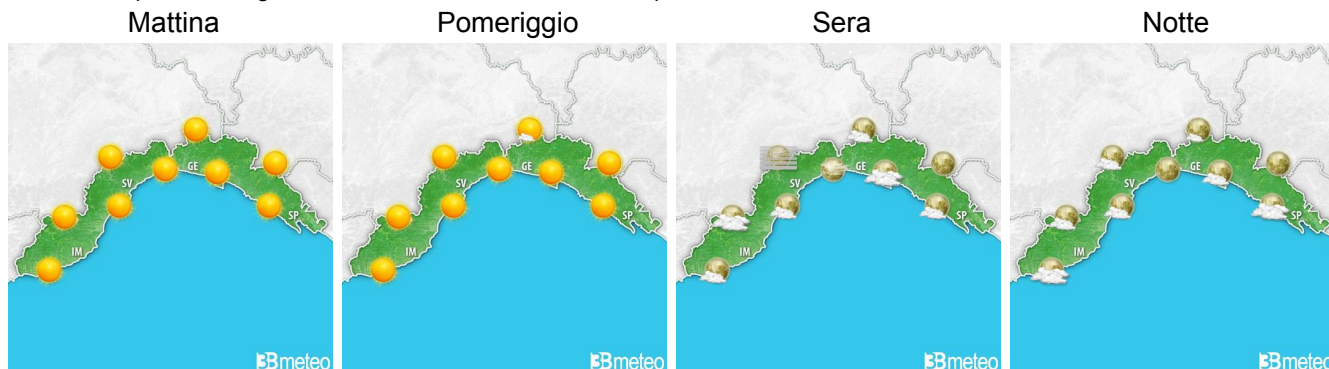 Mattina
Pomeriggio
Sera
Notte
GE
SV
SP
IM
3Bmeteo
GE
SV
SP
IM
3Bmeteo
GE
SV
SP
IM
3Bmeteo
GE
SV
SP
IM
3Bmeteo